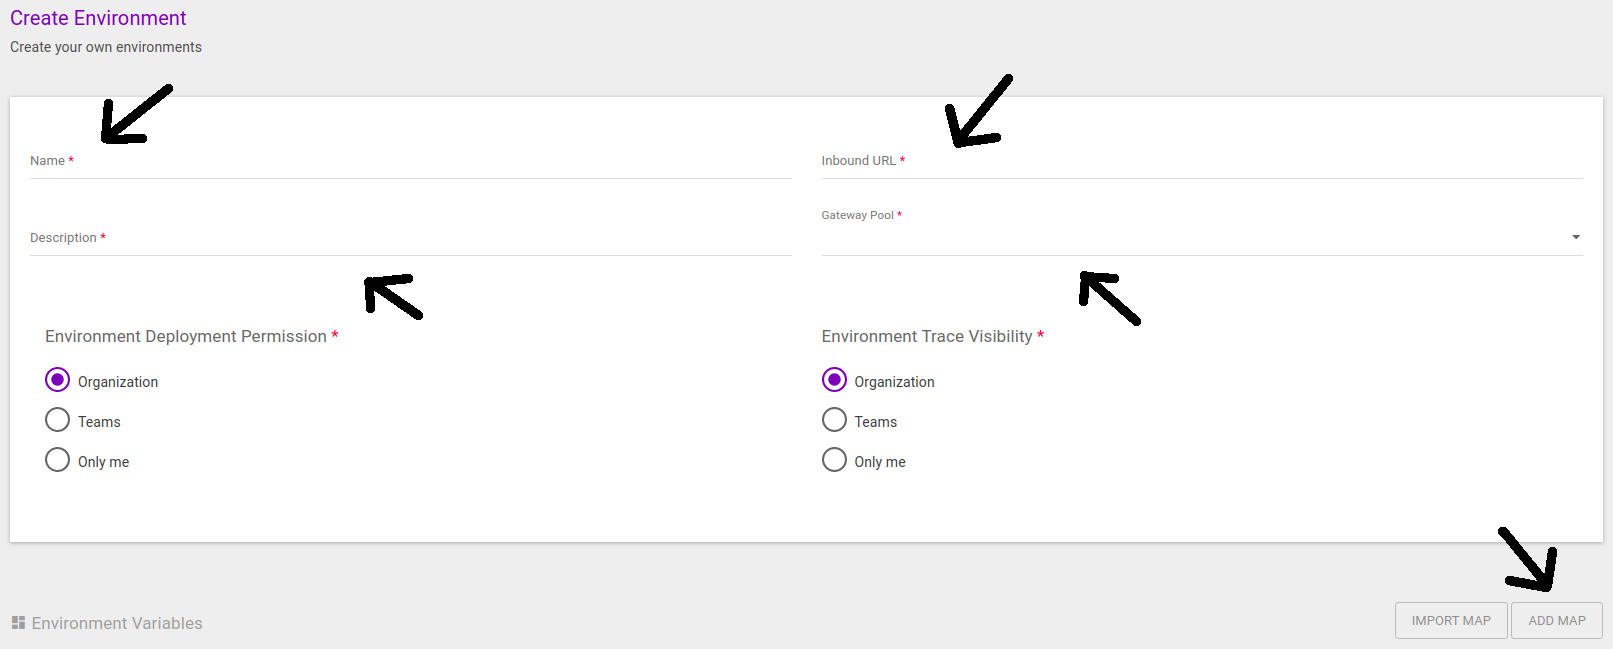 Create Environment
Create your own environments
Name *
Inbound URL *
Description *
Gateway Pool *
Environment Deployment Permission *
Organization
Teams
Only me
Environment Trace Visibility *
Organization
Teams
Only me
Environment Variables
IMPORT MAP
ADD MAP